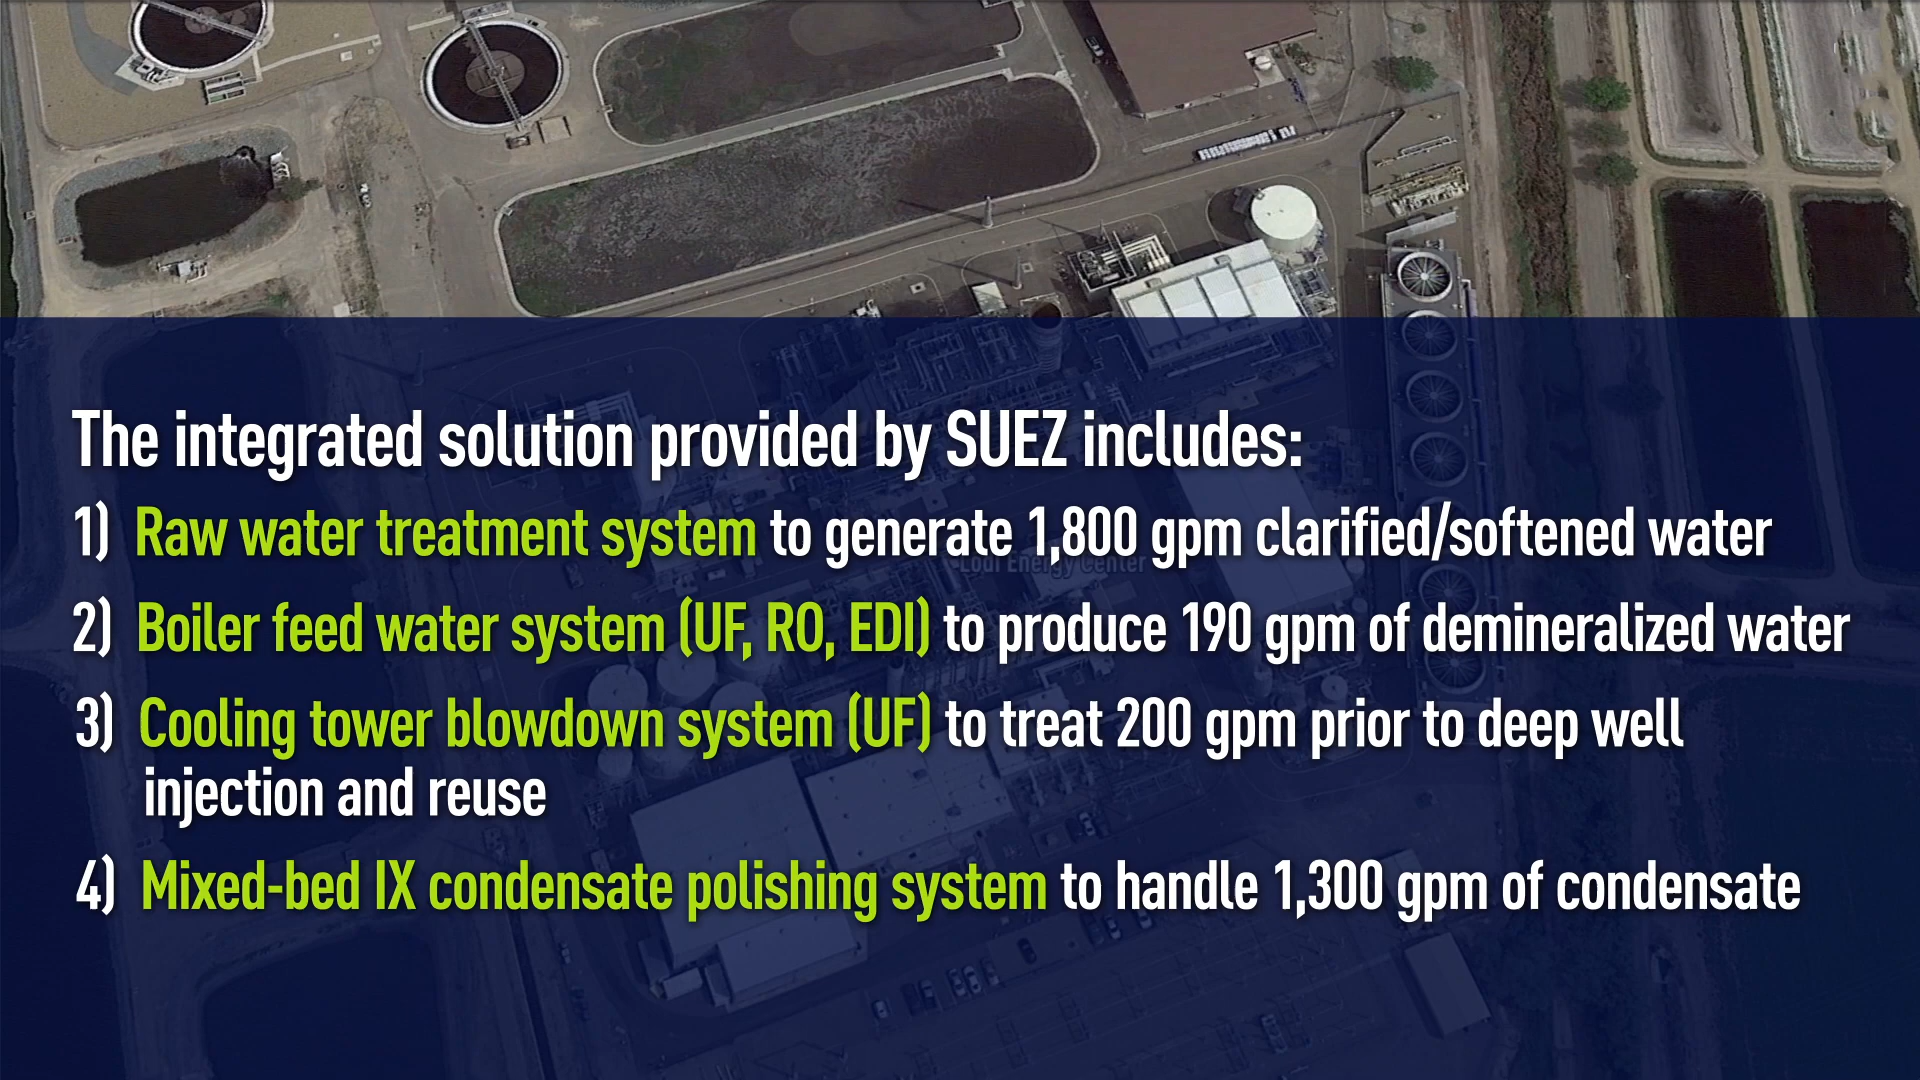 The integrated solution provided by SUEZ includes:
1) Raw water treatment system to generate 1,800 gpm clarified/softened water
Lodi Energy Center
2) Boiler feed water system (UF, RO, EDI) to produce 190 gpm of demineralized water
3) Cooling tower blowdown system (UF) to treat 200 gpm prior to deep well
injection and reuse
4) Mixed-bed IX condensate polishing system to handle 1,300 gpm of condensate